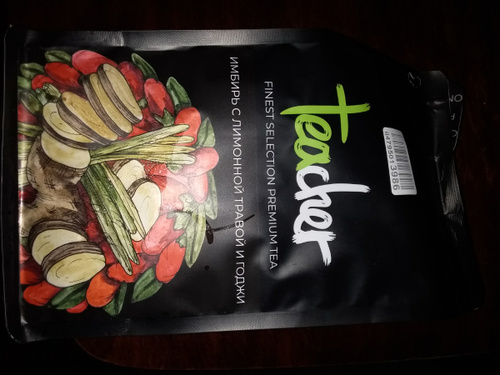 teacher
FINEST SELECTION PREMIUM TEA
ИМБИРЬ С ЛИМОННОЙ ТРАВОЙ И ГОДЖИ